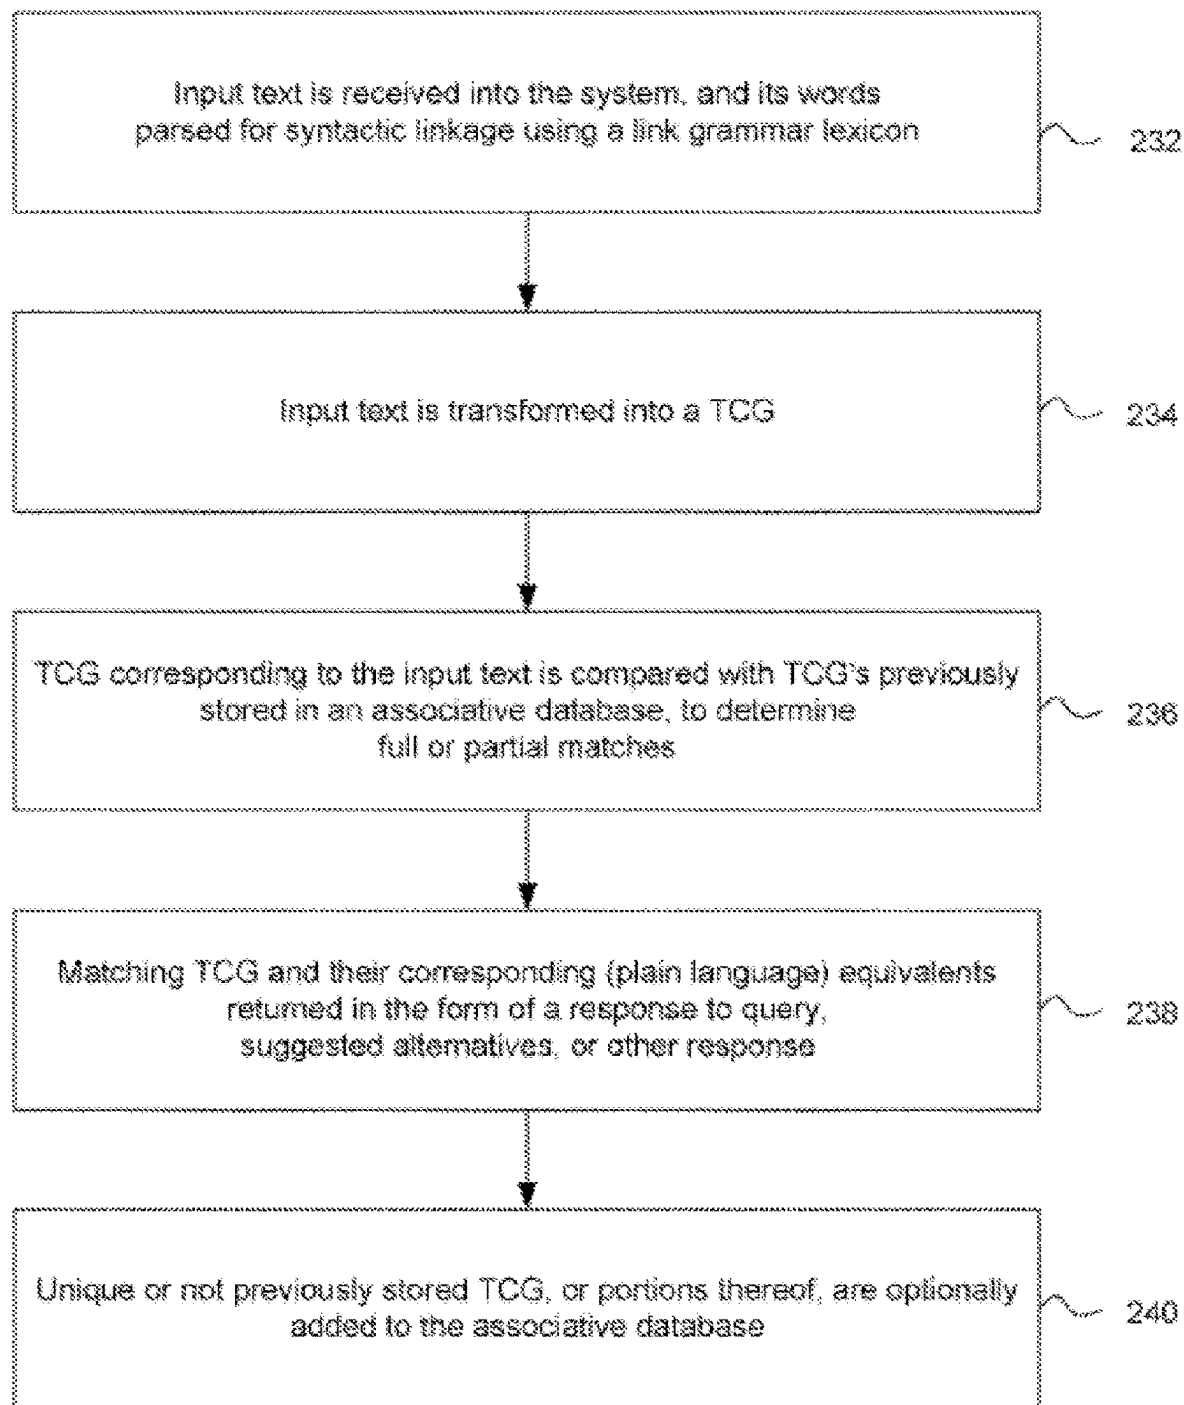 Input text is received into the system, and its words
parsed for syntactic linkage using a link grammar lexicon
232
Input text is transformed into a TCG
234
TCG corresponding to the input text is compared with TCG's previously
stored in an associative database, to determine
full or partial matches
236
Matching TCG and their corresponding (plain language) equivalents
returned in the form of a response to query,
suggested alternatives, or other response
238
Unique or not previously stored TCG, or portions thereof, are optionally
added to the associative database
240